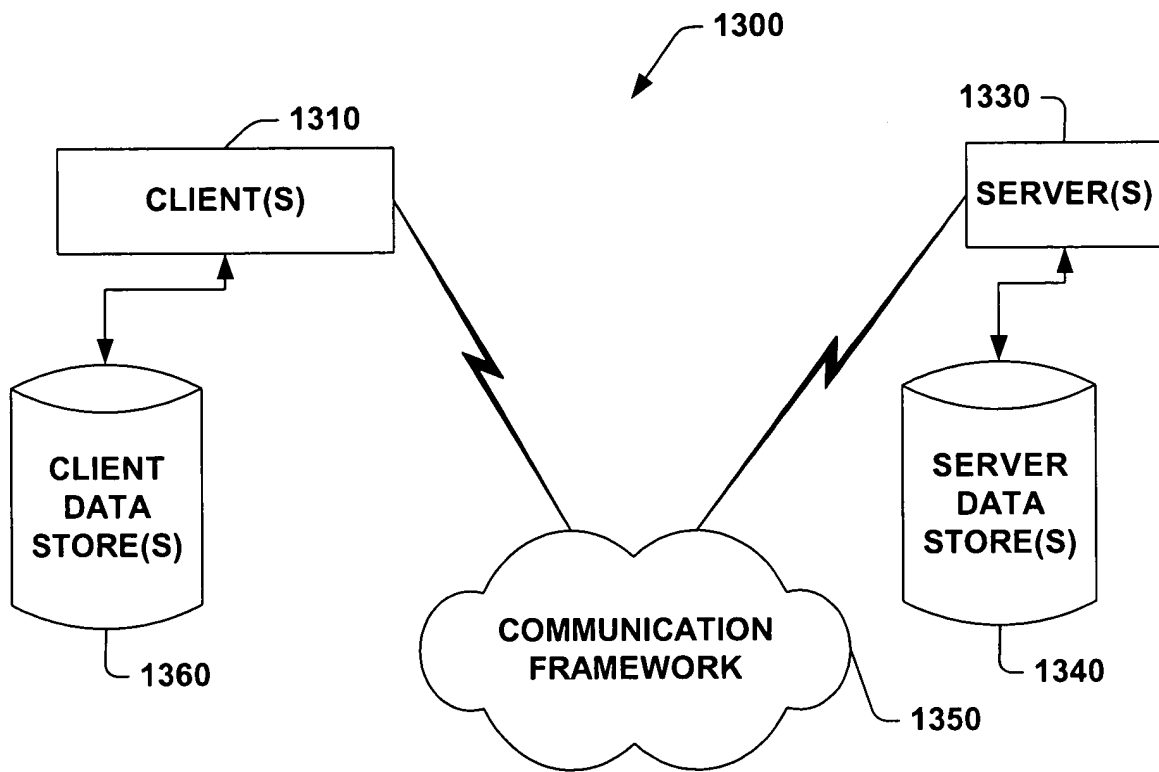 1300
1310
1330
CLIENT(S)
SERVER(S)
CLIENT
DATA
STORE(S)
SERVER
DATA
STORE(S)
COMMUNICATION
FRAMEWORK
1360
1340
1350